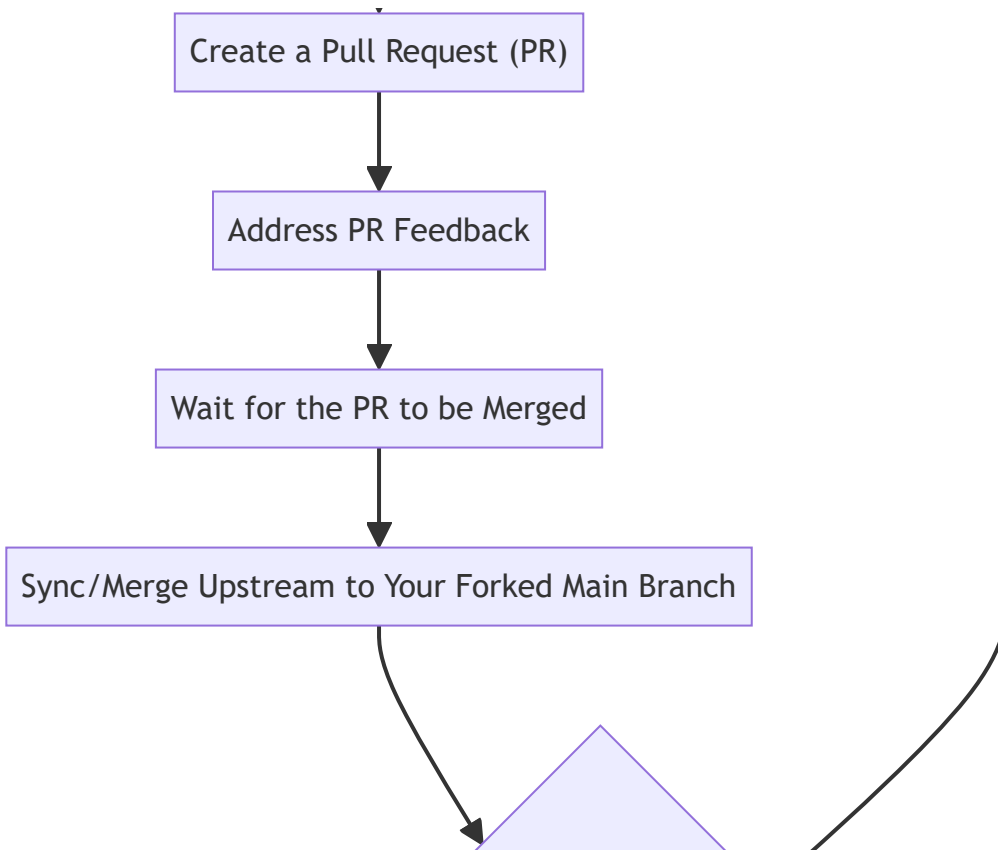 Create a Pull Request (PR)
Address PR Feedback
Wait for the PR to be Merged
Sync/Merge Upstream to Your Forked Main Branch